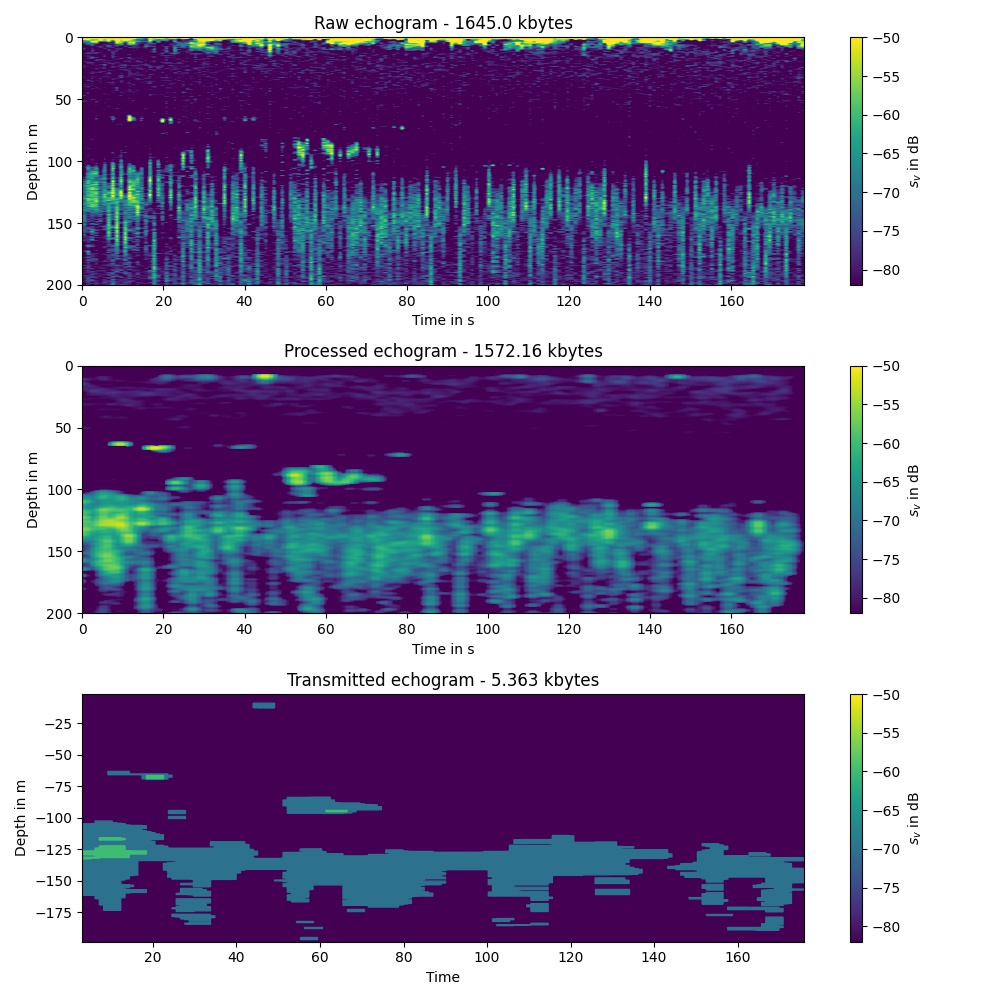 Raw echogram - 1645.0 kbytes
0
50
100
150
200
Depth in m
0 20 40 60 80 100 120 140 160
Time in s
−50
−55
−60
−65
−70
−75
−80
sv in dB
Processed echogram - 1572.16 kbytes
0
50
100
150
200
Depth in m
0 20 40 60 80 100 120 140 160
Time in s
−50
−55
−60
−65
−70
−75
−80
sv in dB
Transmitted echogram - 5.363 kbytes
−25
−50
−75
−100
−125
−150
−175
Depth in m
20 40 60 80 100 120 140 160
Time
−50
−55
−60
−65
−70
−75
−80
sv in dB